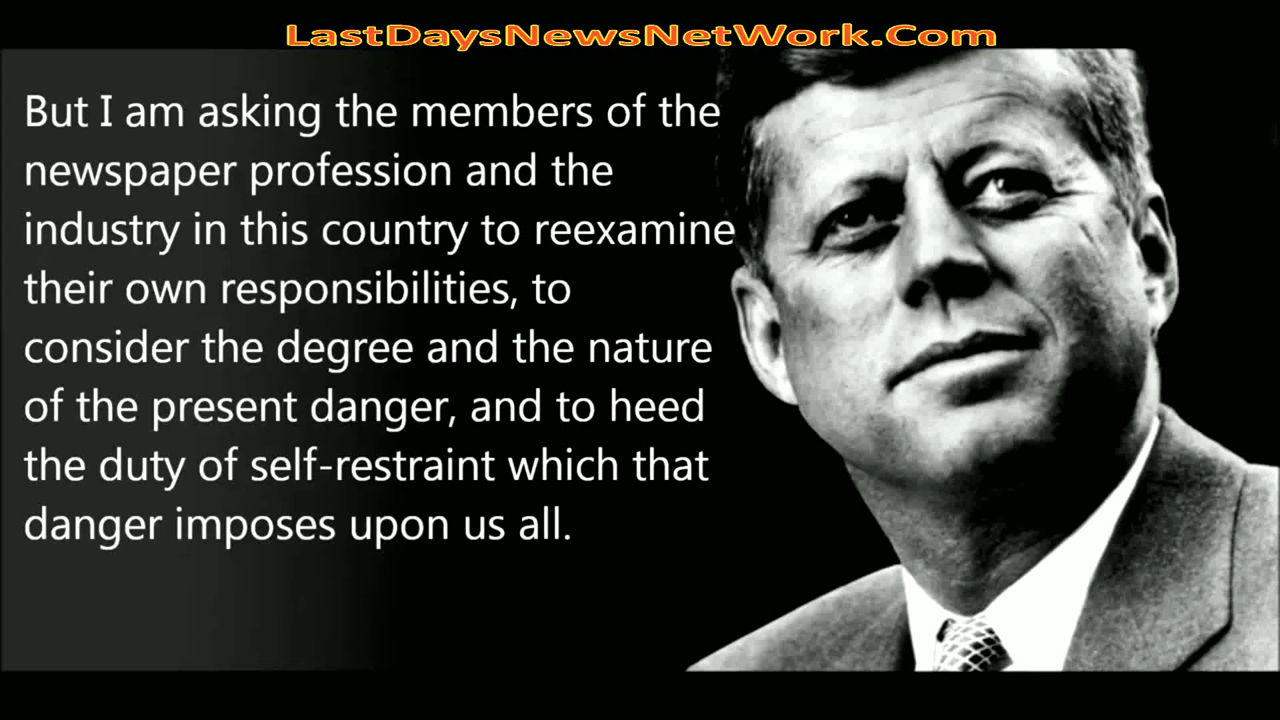 LastDaysNewsNetWork.Com
But I am asking the members of the
newspaper profession and the
industry in this country to reexamine
their own responsibilities, to
consider the degree and the nature
of the present danger, and to heed
the duty of self-restraint which that
danger imposes upon us all.